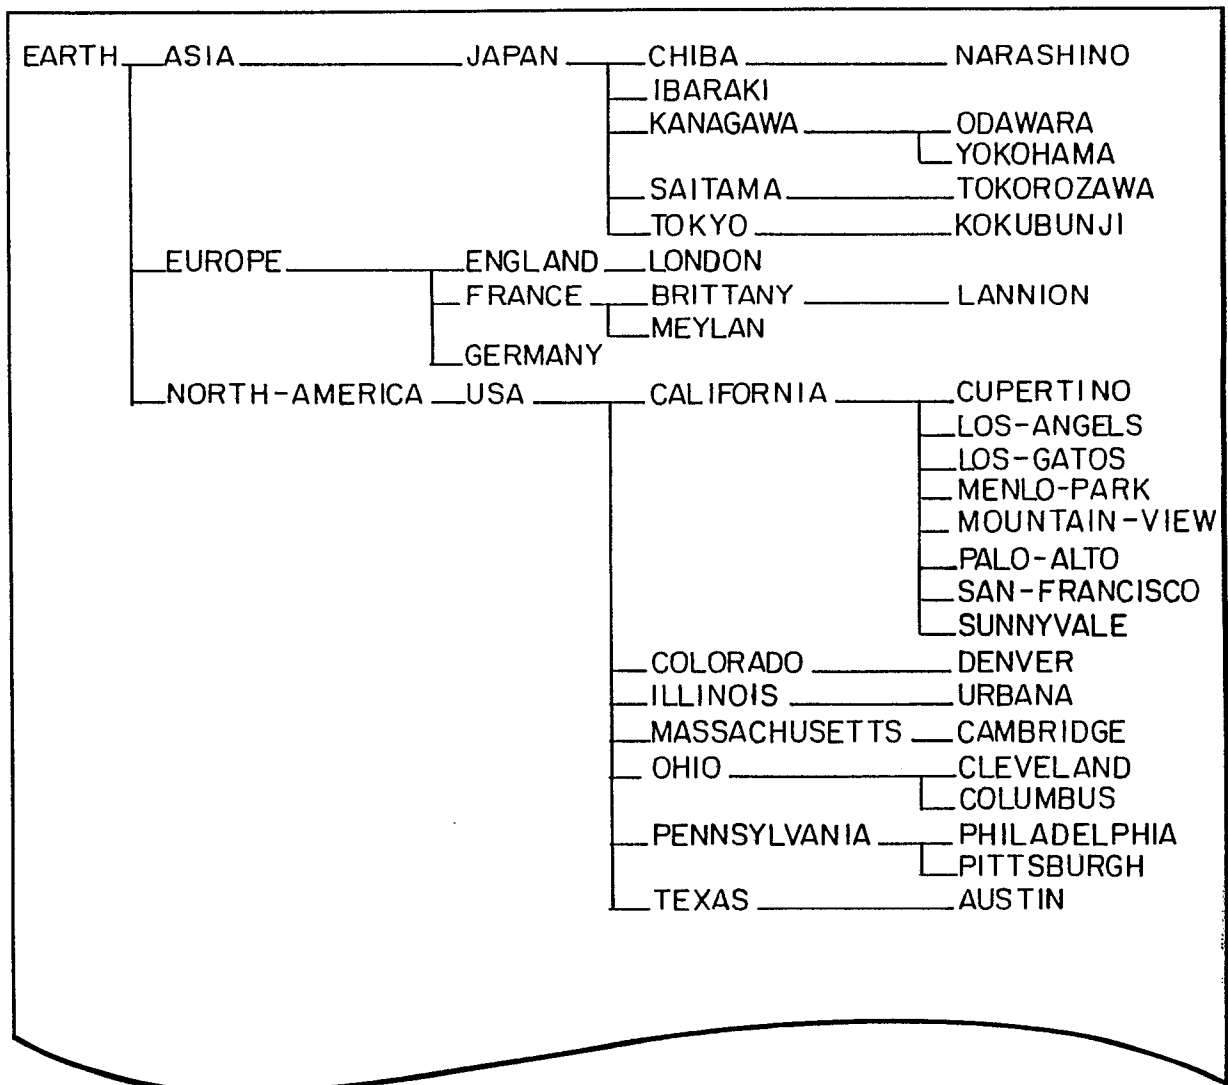 EARTH ASIA JAPAN CHIBA NARASHINO
IBARAKI
KANAGAWA ODAWARA
YOKOHAMA
SAITAMA TOKOROZAWA
TOKYO KOKUBUNJI
EUROPE ENGLAND LONDON
FRANCE BRITTANY LANNION
MEYLAN
GERMANY
NORTH-AMERICA USA CALIFORNIA CUPERTINO
LOS-ANGELS
LOS-GATOS
MENLO-PARK
MOUNTAIN-VIEW
PALO-ALTO
SAN-FRANCISCO
SUNNYVALE
COLORADO DENVER
ILLINOIS URBANA
MASSACHUSETTS CAMBRIDGE
OHIO CLEVELAND
COLUMBUS
PENNSYLVANIA PHILADELPHIA
PITTSBURGH
TEXAS AUSTIN